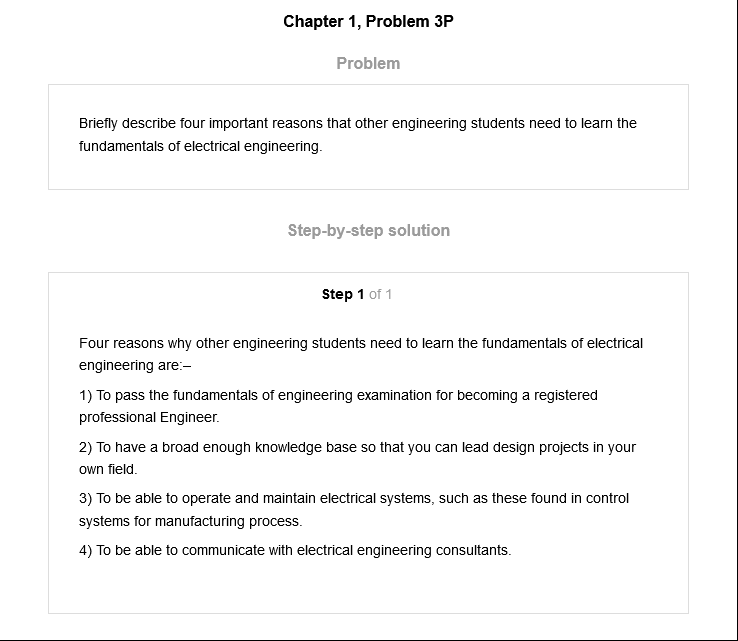 Chapter 1, Problem 3P
Problem
Briefly describe four important reasons that other engineering students need to learn the
fundamentals of electrical engineering.
Step-by-step solution
Step 1 of 1
Four reasons why other engineering students need to learn the fundamentals of electrical
engineering are:–
1) To pass the fundamentals of engineering examination for becoming a registered
professional Engineer.
2) To have a broad enough knowledge base so that you can lead design projects in your
own field.
3) To be able to operate and maintain electrical systems, such as these found in control
systems for manufacturing process.
4) To be able to communicate with electrical engineering consultants.